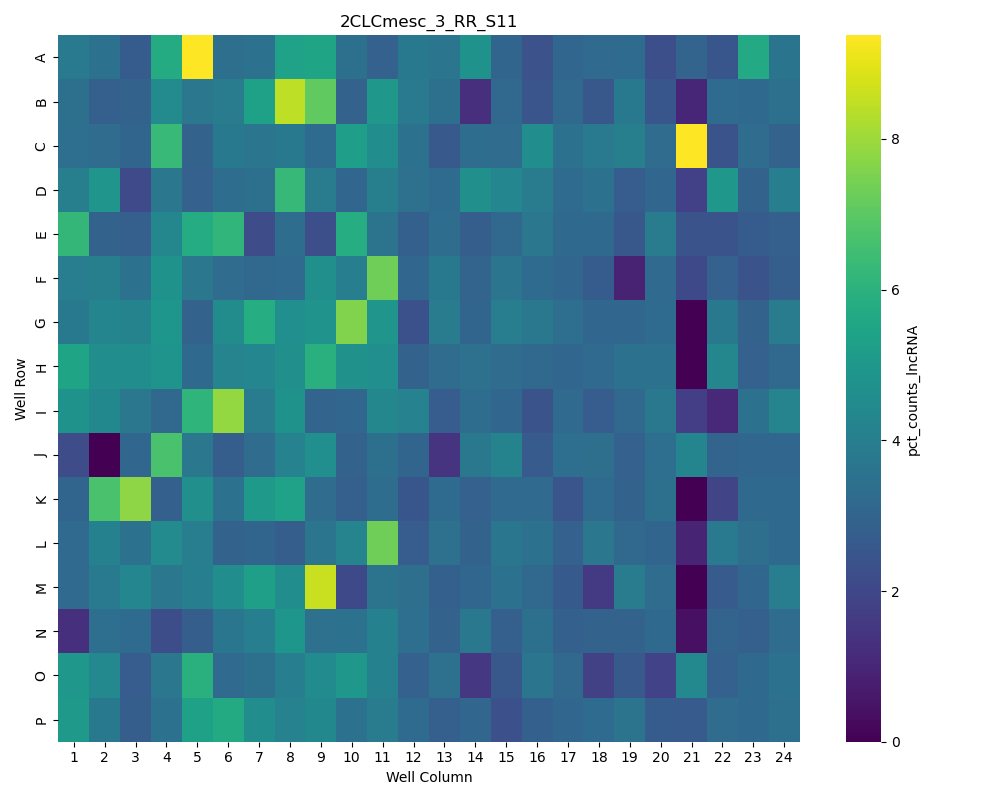 2CLCmesc_3_RR_S11
A
B
C
D
E
F
G
H
I
J
K
L
M
N
O
P
Well Row
1 2 3 4 5 6 7 8 9 10 11 12 13 14 15 16 17 18 19 20 21 22 23 24
Well Column
8
6
4
2
0
pct_counts_lncRNA